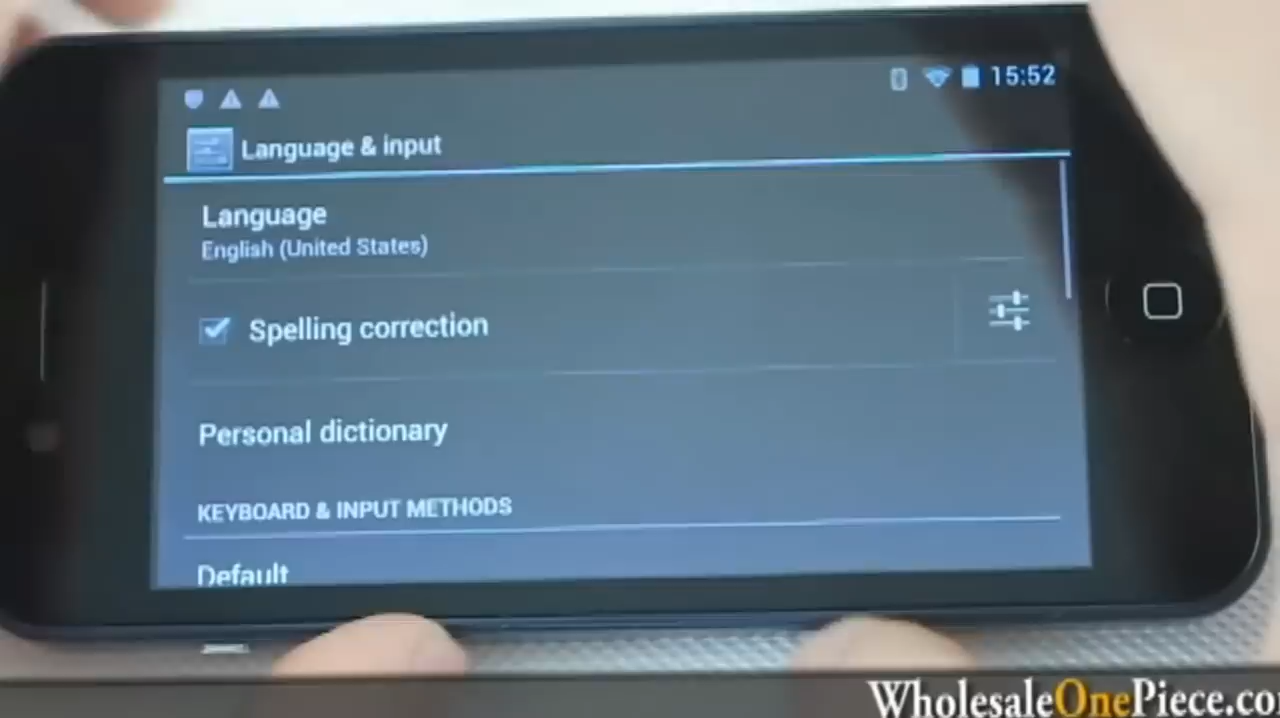 15:52
Language & input
Language
English (United States)
Spelling correction
Personal dictionary
KEYBOARD & INPUT METHODS
Default
WholesaleOnePiece.co